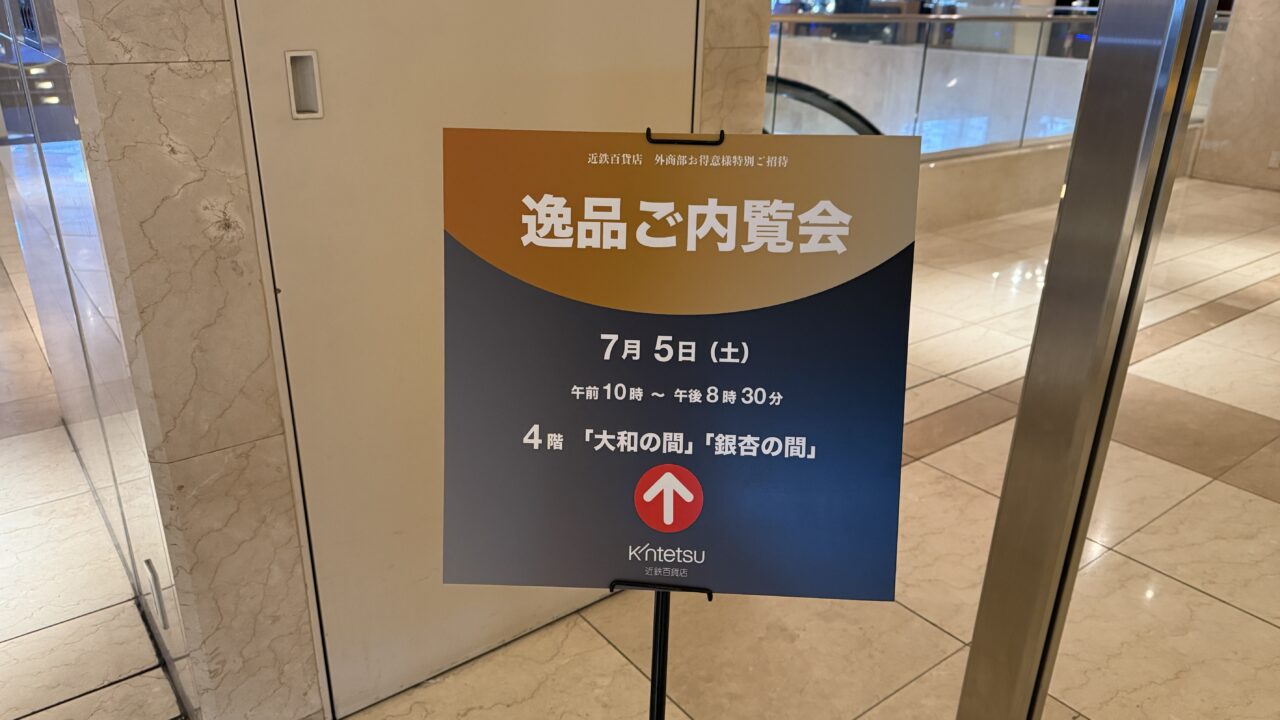 近鉄百貨店 外商部お得意様特別ご招待
逸品ご内覧会
7月5日（土）
午前10時 ～ 午後8時30分
4階 「大和の間」「銀杏の間」
Kintetsu
近鉄百貨店